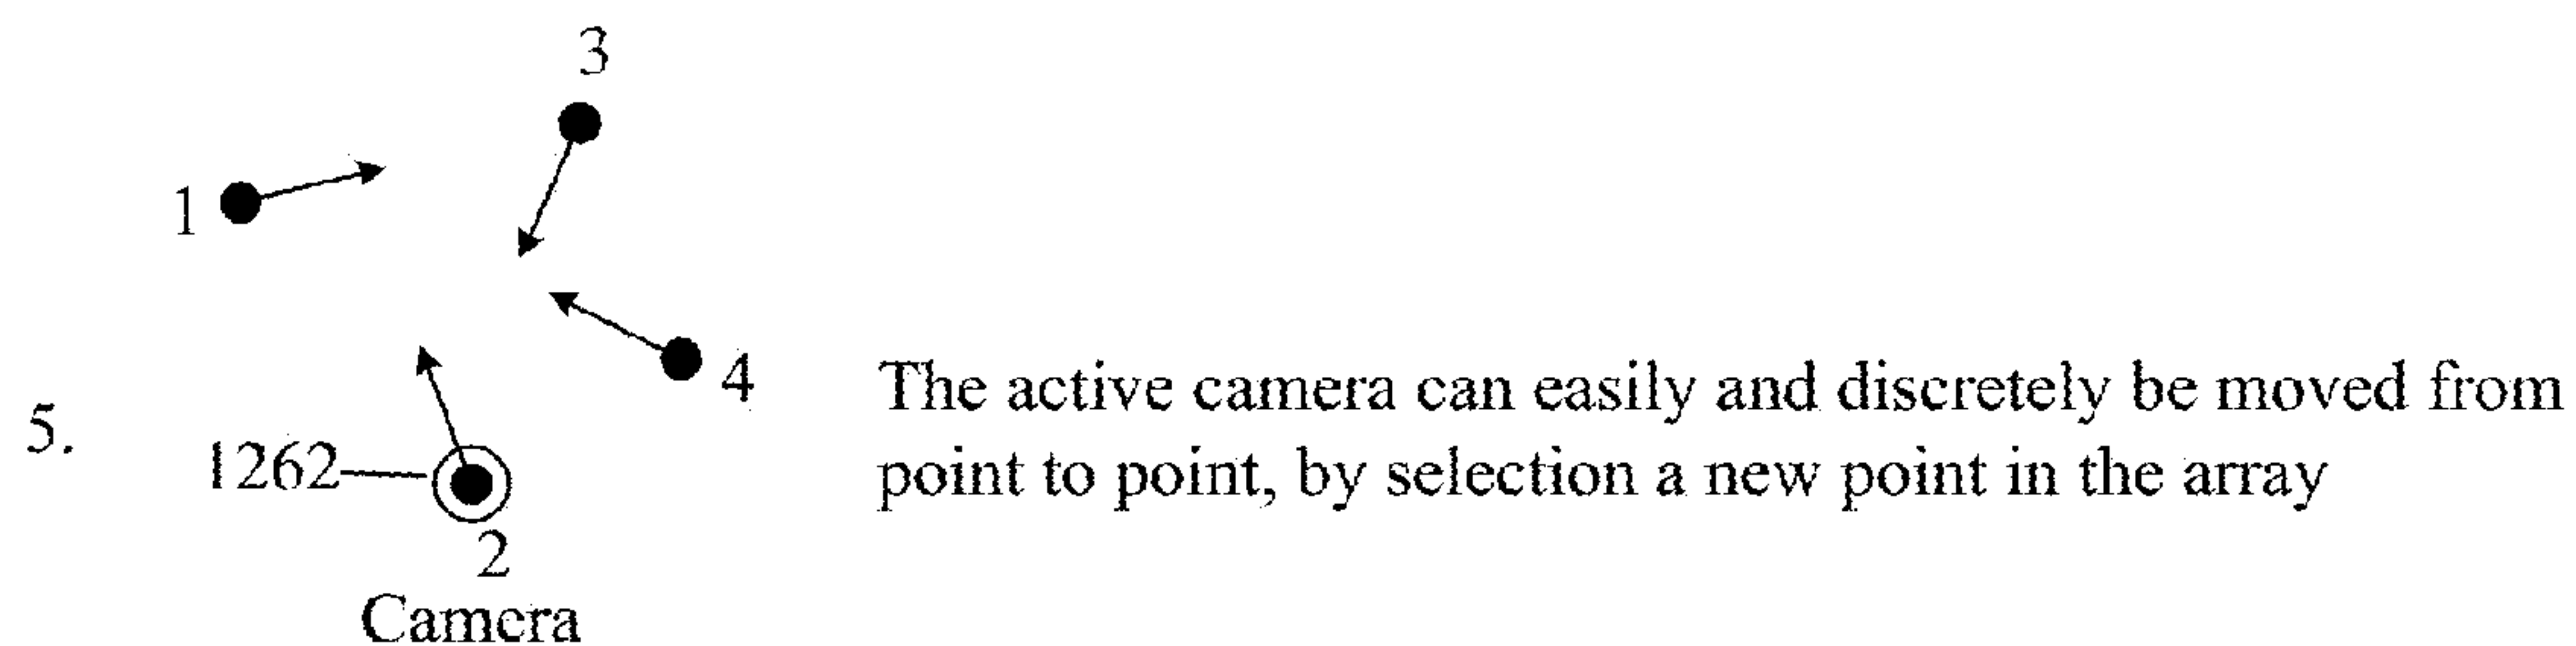 3
1
4
5.
The active camera can easily and discretely be moved from
point to point, by selection a new point in the array
1262
2
Camera